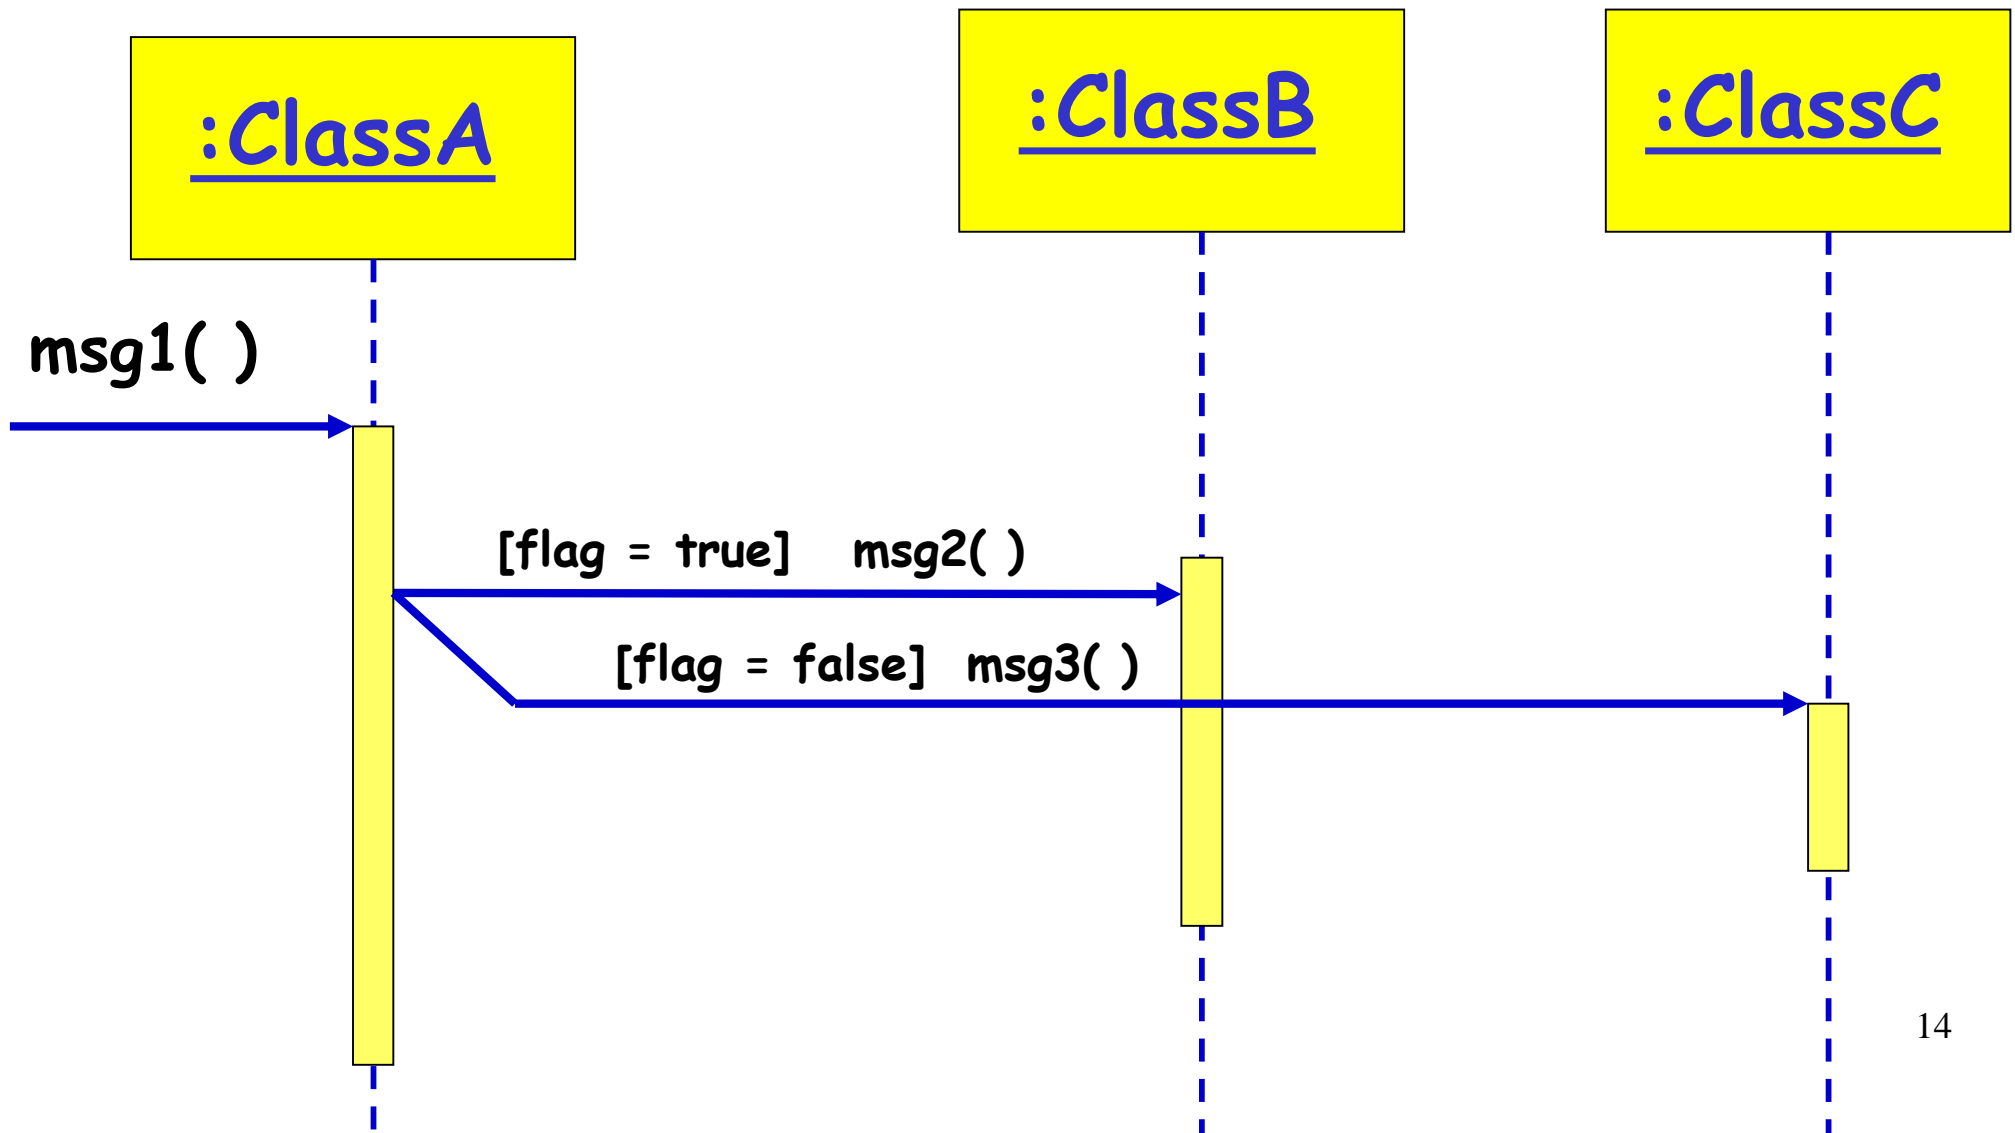 :ClassA
:ClassB
:ClassC
msg1( )
[flag = true] msg2( )
[flag = false] msg3( )
14